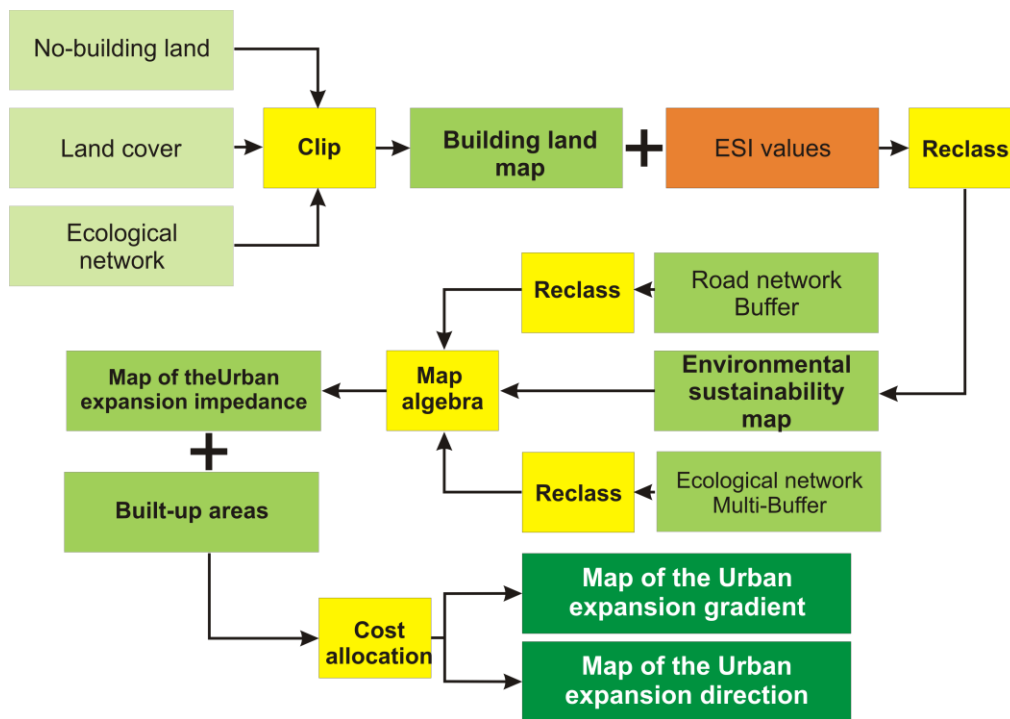 No-building land
Land cover
Ecological
network
Clip
Building land
map
+
ESI values
Reclass
Reclass
Road network
Buffer
Map of theUrban
expansion impedance
Map
algebra
Environmental
sustainability
map
+
Built-up areas
Reclass
Ecological network
Multi-Buffer
Cost
allocation
Map of the Urban
expansion gradient
Map of the Urban
expansion direction